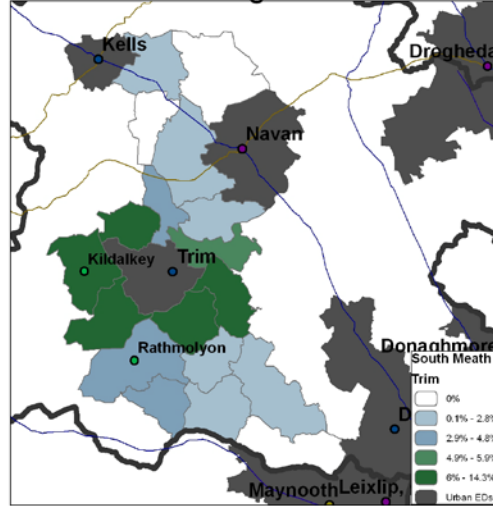 Kells
Drogheda
Navan
Kildalkey
Trim
Rathmolyon
Donaghmore
South Meath
Trim
0%
0.1% - 2.8%
2.9% - 4.8%
4.9% - 5.9%
6% - 14.3%
Urban EDs
D
Maynooth
Leixlip,